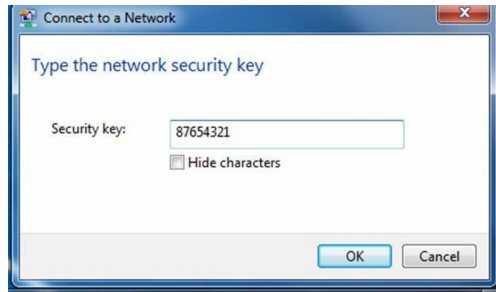 Connect to a Network
Type the network security key
Security key: 87654321
Hide characters
OK Cancel